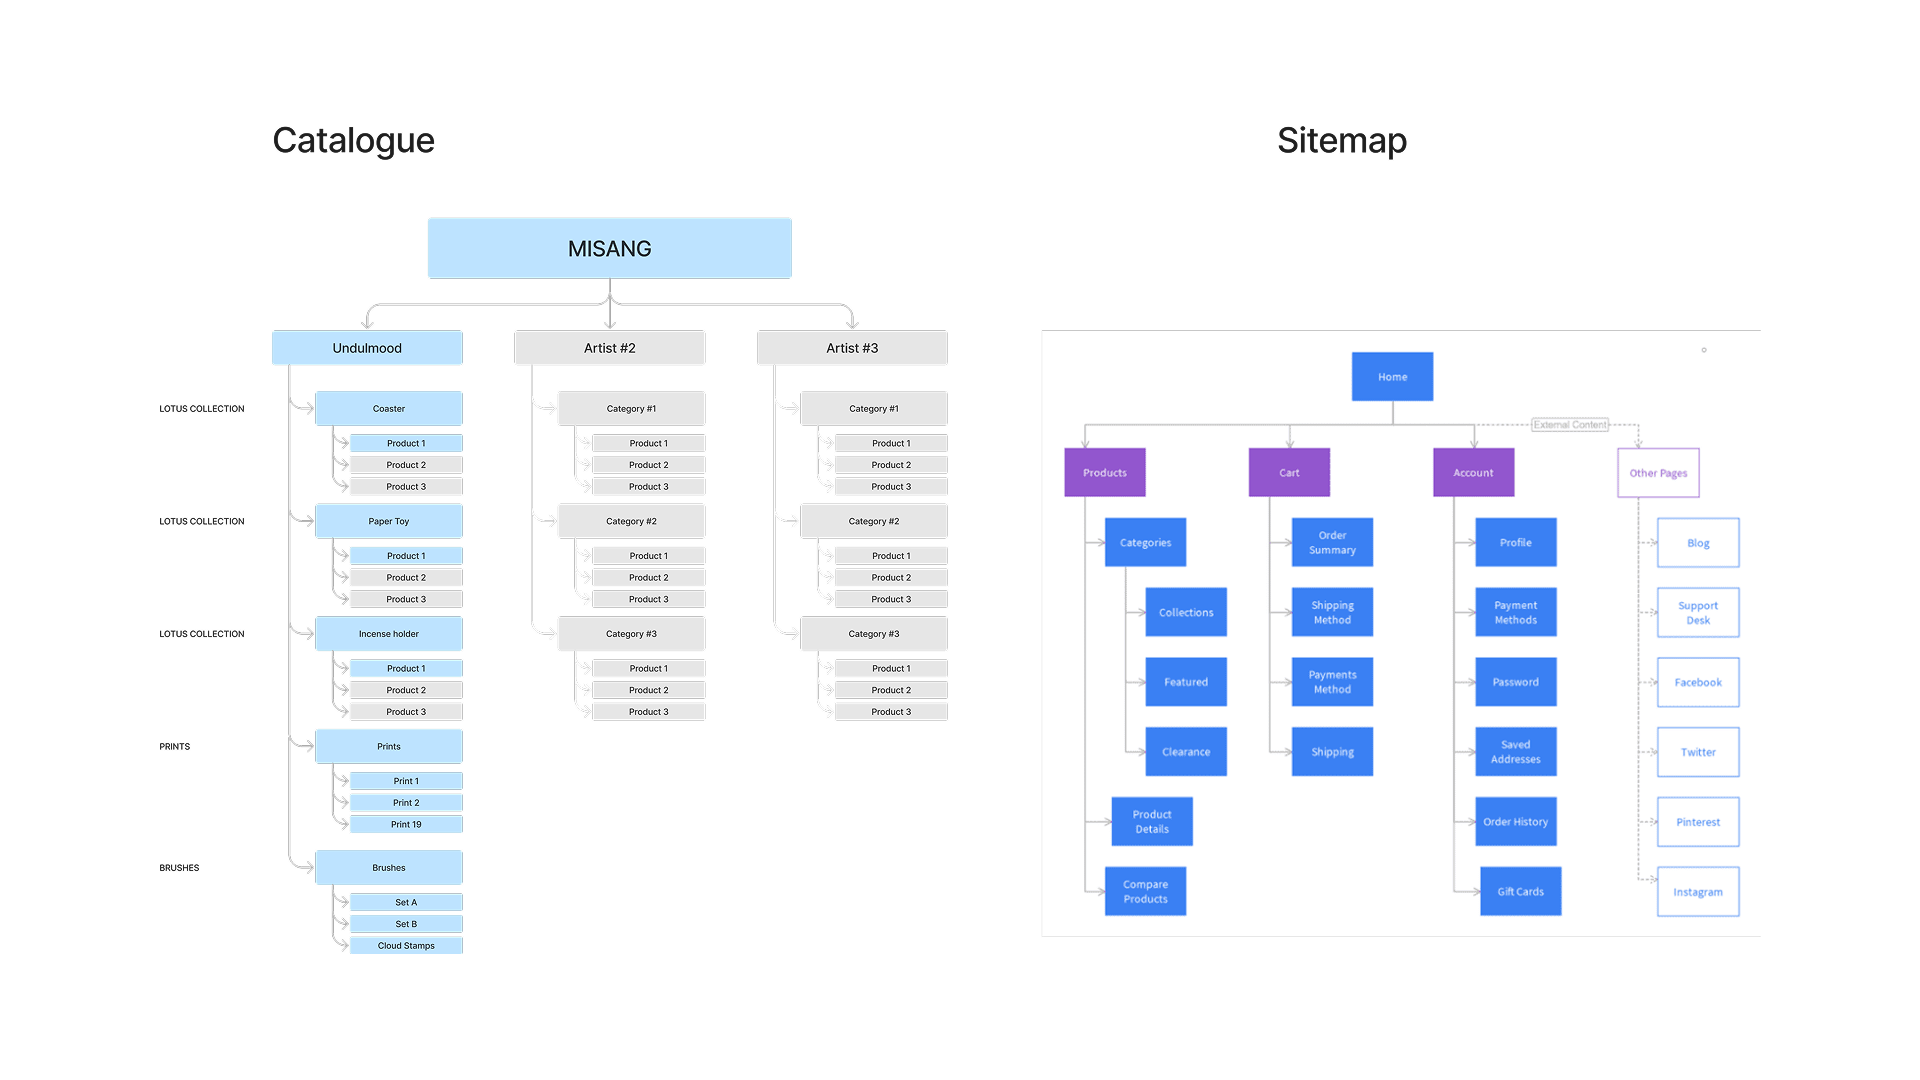 Catalogue
MISANG
Undulmood
LOTUS COLLECTION
Coaster
Product 1
Product 2
Product 3
LOTUS COLLECTION
Paper Toy
Product 1
Product 2
Product 3
LOTUS COLLECTION
Incense holder
Product 1
Product 2
Product 3
PRINTS
Prints
Print 1
Print 2
Print 19
BRUSHES
Brushes
Set A
Set B
Cloud Stamps
Artist #2
Category #1
Product 1
Product 2
Product 3
Category #2
Product 1
Product 2
Product 3
Category #3
Product 1
Product 2
Product 3
Artist #3
Category #1
Product 1
Product 2
Product 3
Category #2
Product 1
Product 2
Product 3
Category #3
Product 1
Product 2
Product 3
Sitemap
Home
External Content
Products
Categories
Collections
Featured
Clearance
Product
Details
Compare
Products
Cart
Order
Summary
Shipping
Method
Payments
Method
Shipping
Account
Profile
Payment
Methods
Password
Saved
Addresses
Order History
Gift Cards
Other Pages
Blog
Support
Desk
Facebook
Twitter
Pinterest
Instagram